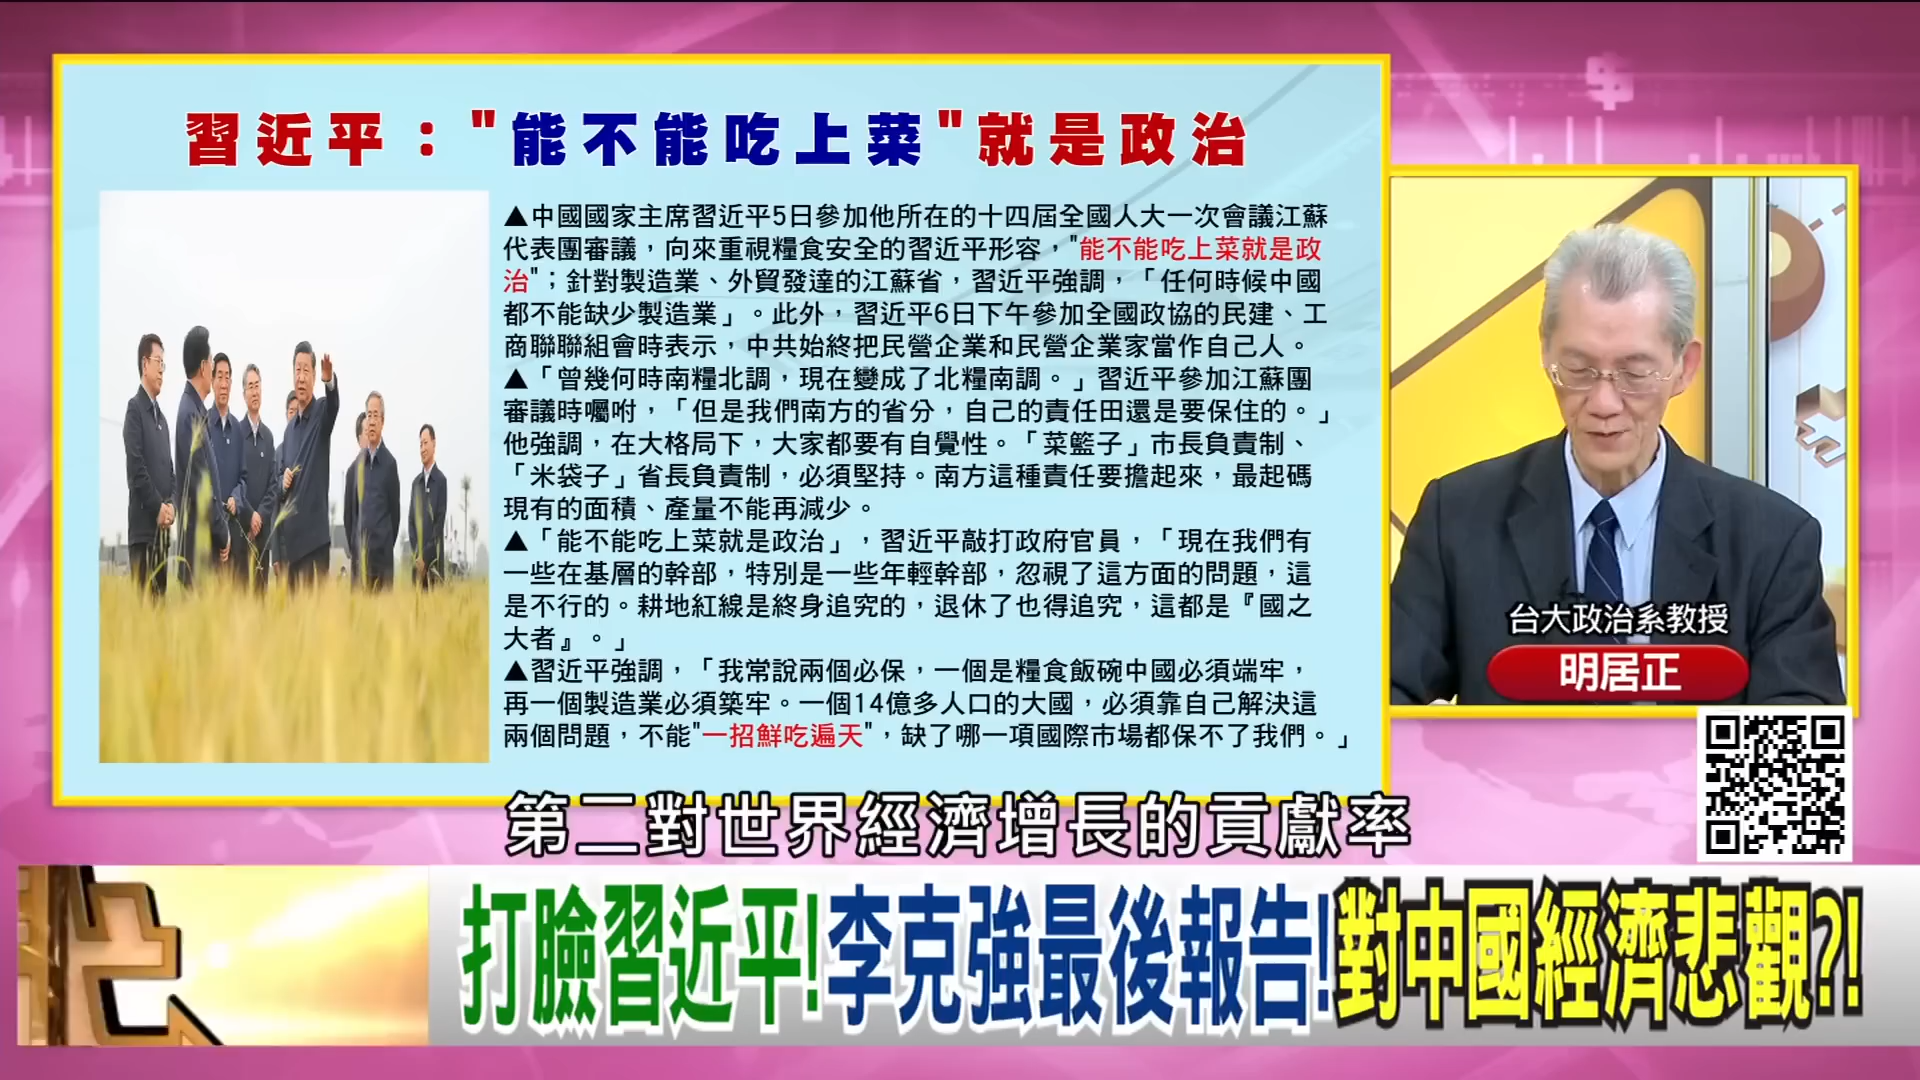 習近平："能不能吃上菜"就是政治
▲中國國家主席習近平5日參加他所在的十四屆全國人大一次會議江蘇
代表團審議，向來重視糧食安全的習近平形容，"能不能吃上菜就是政
治"；針對製造業、外貿發達的江蘇省，習近平強調，「任何時候中國
都不能缺少製造業」。此外，習近平6日下午參加全國政協的民建、工
商聯聯組會時表示，中共始終把民營企業和民營企業家當作自己人。
▲「曾幾何時南糧北調，現在變成了北糧南調。」習近平參加江蘇團
審議時囑咐，「但是我們南方的省分，自己的責任田還是要保住的。」
他強調，在大格局下，大家都要有自覺性。「菜籃子」市長負責制、
「米袋子」省長負責制，必須堅持。南方這種責任要擔起來，最起碼
現有的面積、產量不能再減少。
▲「能不能吃上菜就是政治」，習近平敲打政府官員，「現在我們有
一些在基層的幹部，特別是一些年輕幹部，忽視了這方面的問題，這
是不行的。耕地紅線是終身追究的，退休了也得追究，這都是『國之
大者』。」
▲習近平強調，「我常說兩個必保，一個是糧食飯碗中國必須端牢，
再一個製造業必須築牢。一個14億多人口的大國，必須靠自己解決這
兩個問題，不能"一招鮮吃遍天"，缺了哪一項國際市場都保不了我們。」
台大政治系教授
明居正
第二對世界經濟增長的貢獻率
打臉習近平!李克強最後報告!對中國經濟悲觀?!